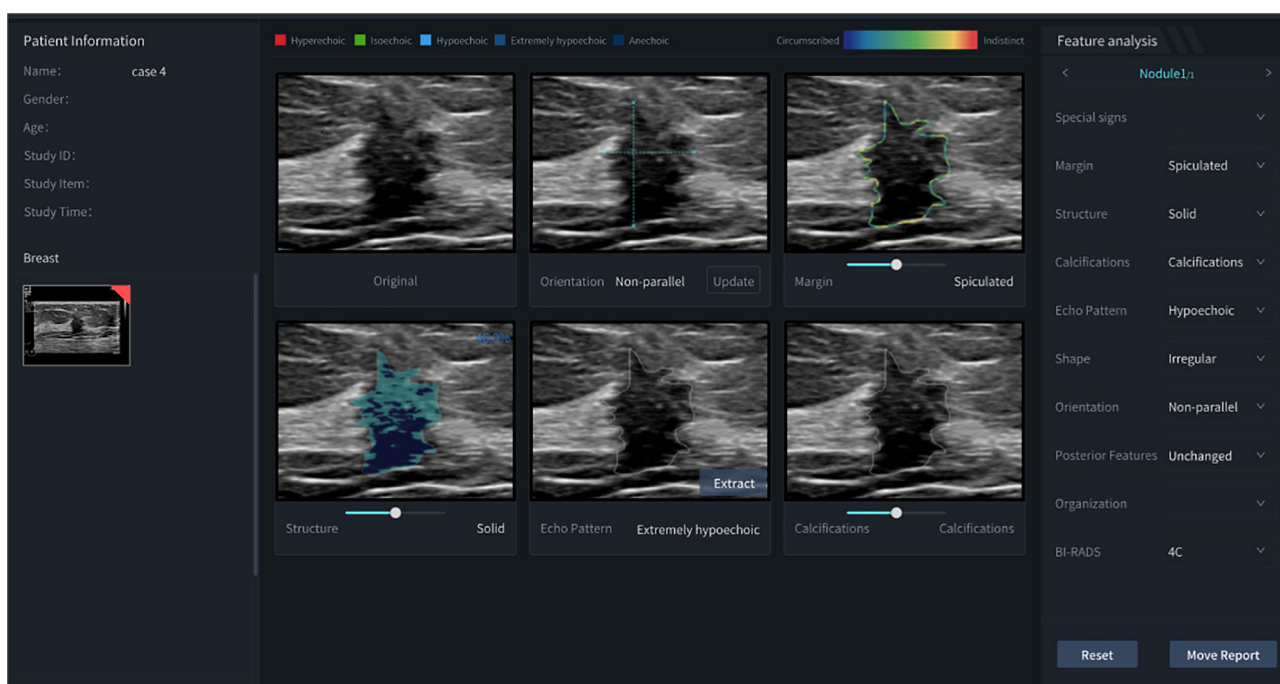 Patient Information
Name: case 4
Gender:
Age:
Study ID:
Study Item:
Study Time:
Breast
Hyperechoic Isoechoic Hypoechoic Extremely hypoechoic Anechoic Circumscribed Indistinct
Original
Orientation Non-parallel Update
Margin Spiculated
Structure Solid
Echo Pattern Extremely hypoechoic
Extract
Calcifications Calcifications
Feature analysis
< Nodule1/1 >
Special signs
Margin Spiculated
Structure Solid
Calcifications Calcifications
Echo Pattern Hypoechoic
Shape Irregular
Orientation Non-parallel
Posterior Features Unchanged
Organization
BI-RADS 4C
Reset Move Report